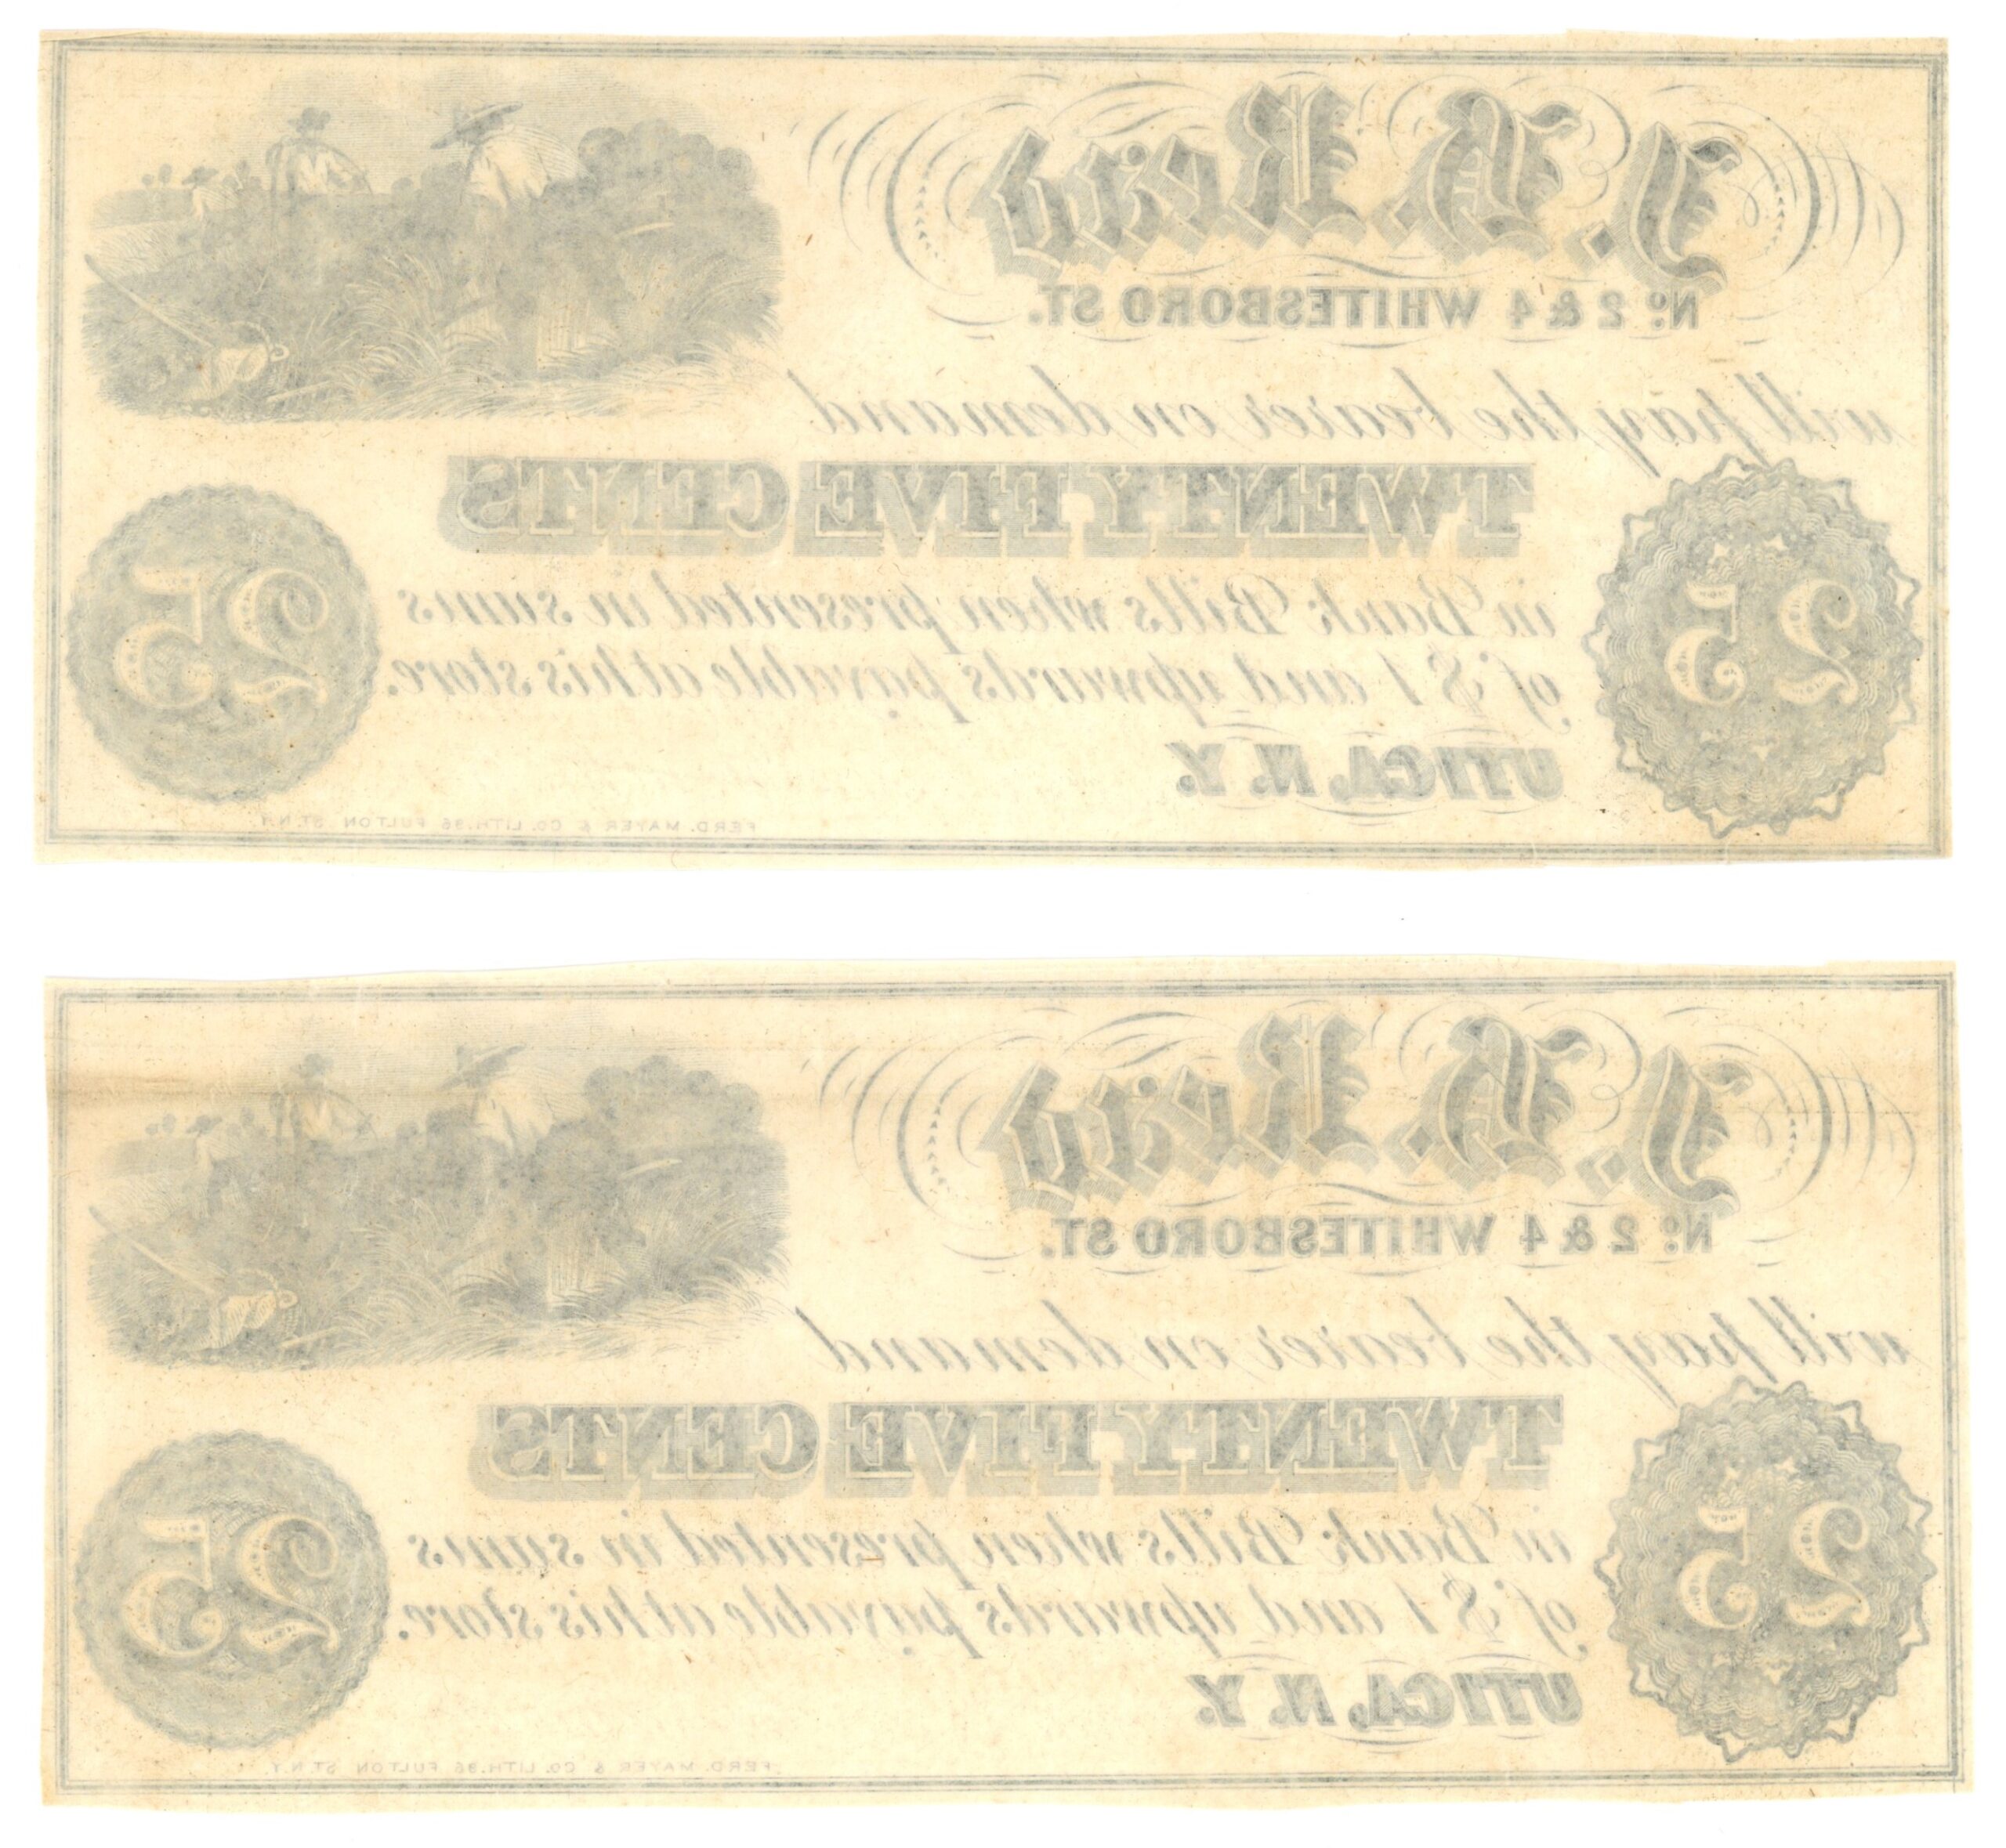 Nº 2 & 4 WHITESBORO ST.
will pay the bearer on demand
TWENTY FIVE CENTS
25
25
in Bank Bills when presented in sums
of $1 and upwards payable at his store.
UTICA, N.Y.
FERD. MAYER & CO. LITH. 96 FULTON ST. N.Y.
Nº 2 & 4 WHITESBORO ST.
will pay the bearer on demand
TWENTY FIVE CENTS
25
25
in Bank Bills when presented in sums
of $1 and upwards payable at his store.
UTICA, N.Y.
FERD. MAYER & CO. LITH. 96 FULTON ST. N.Y.